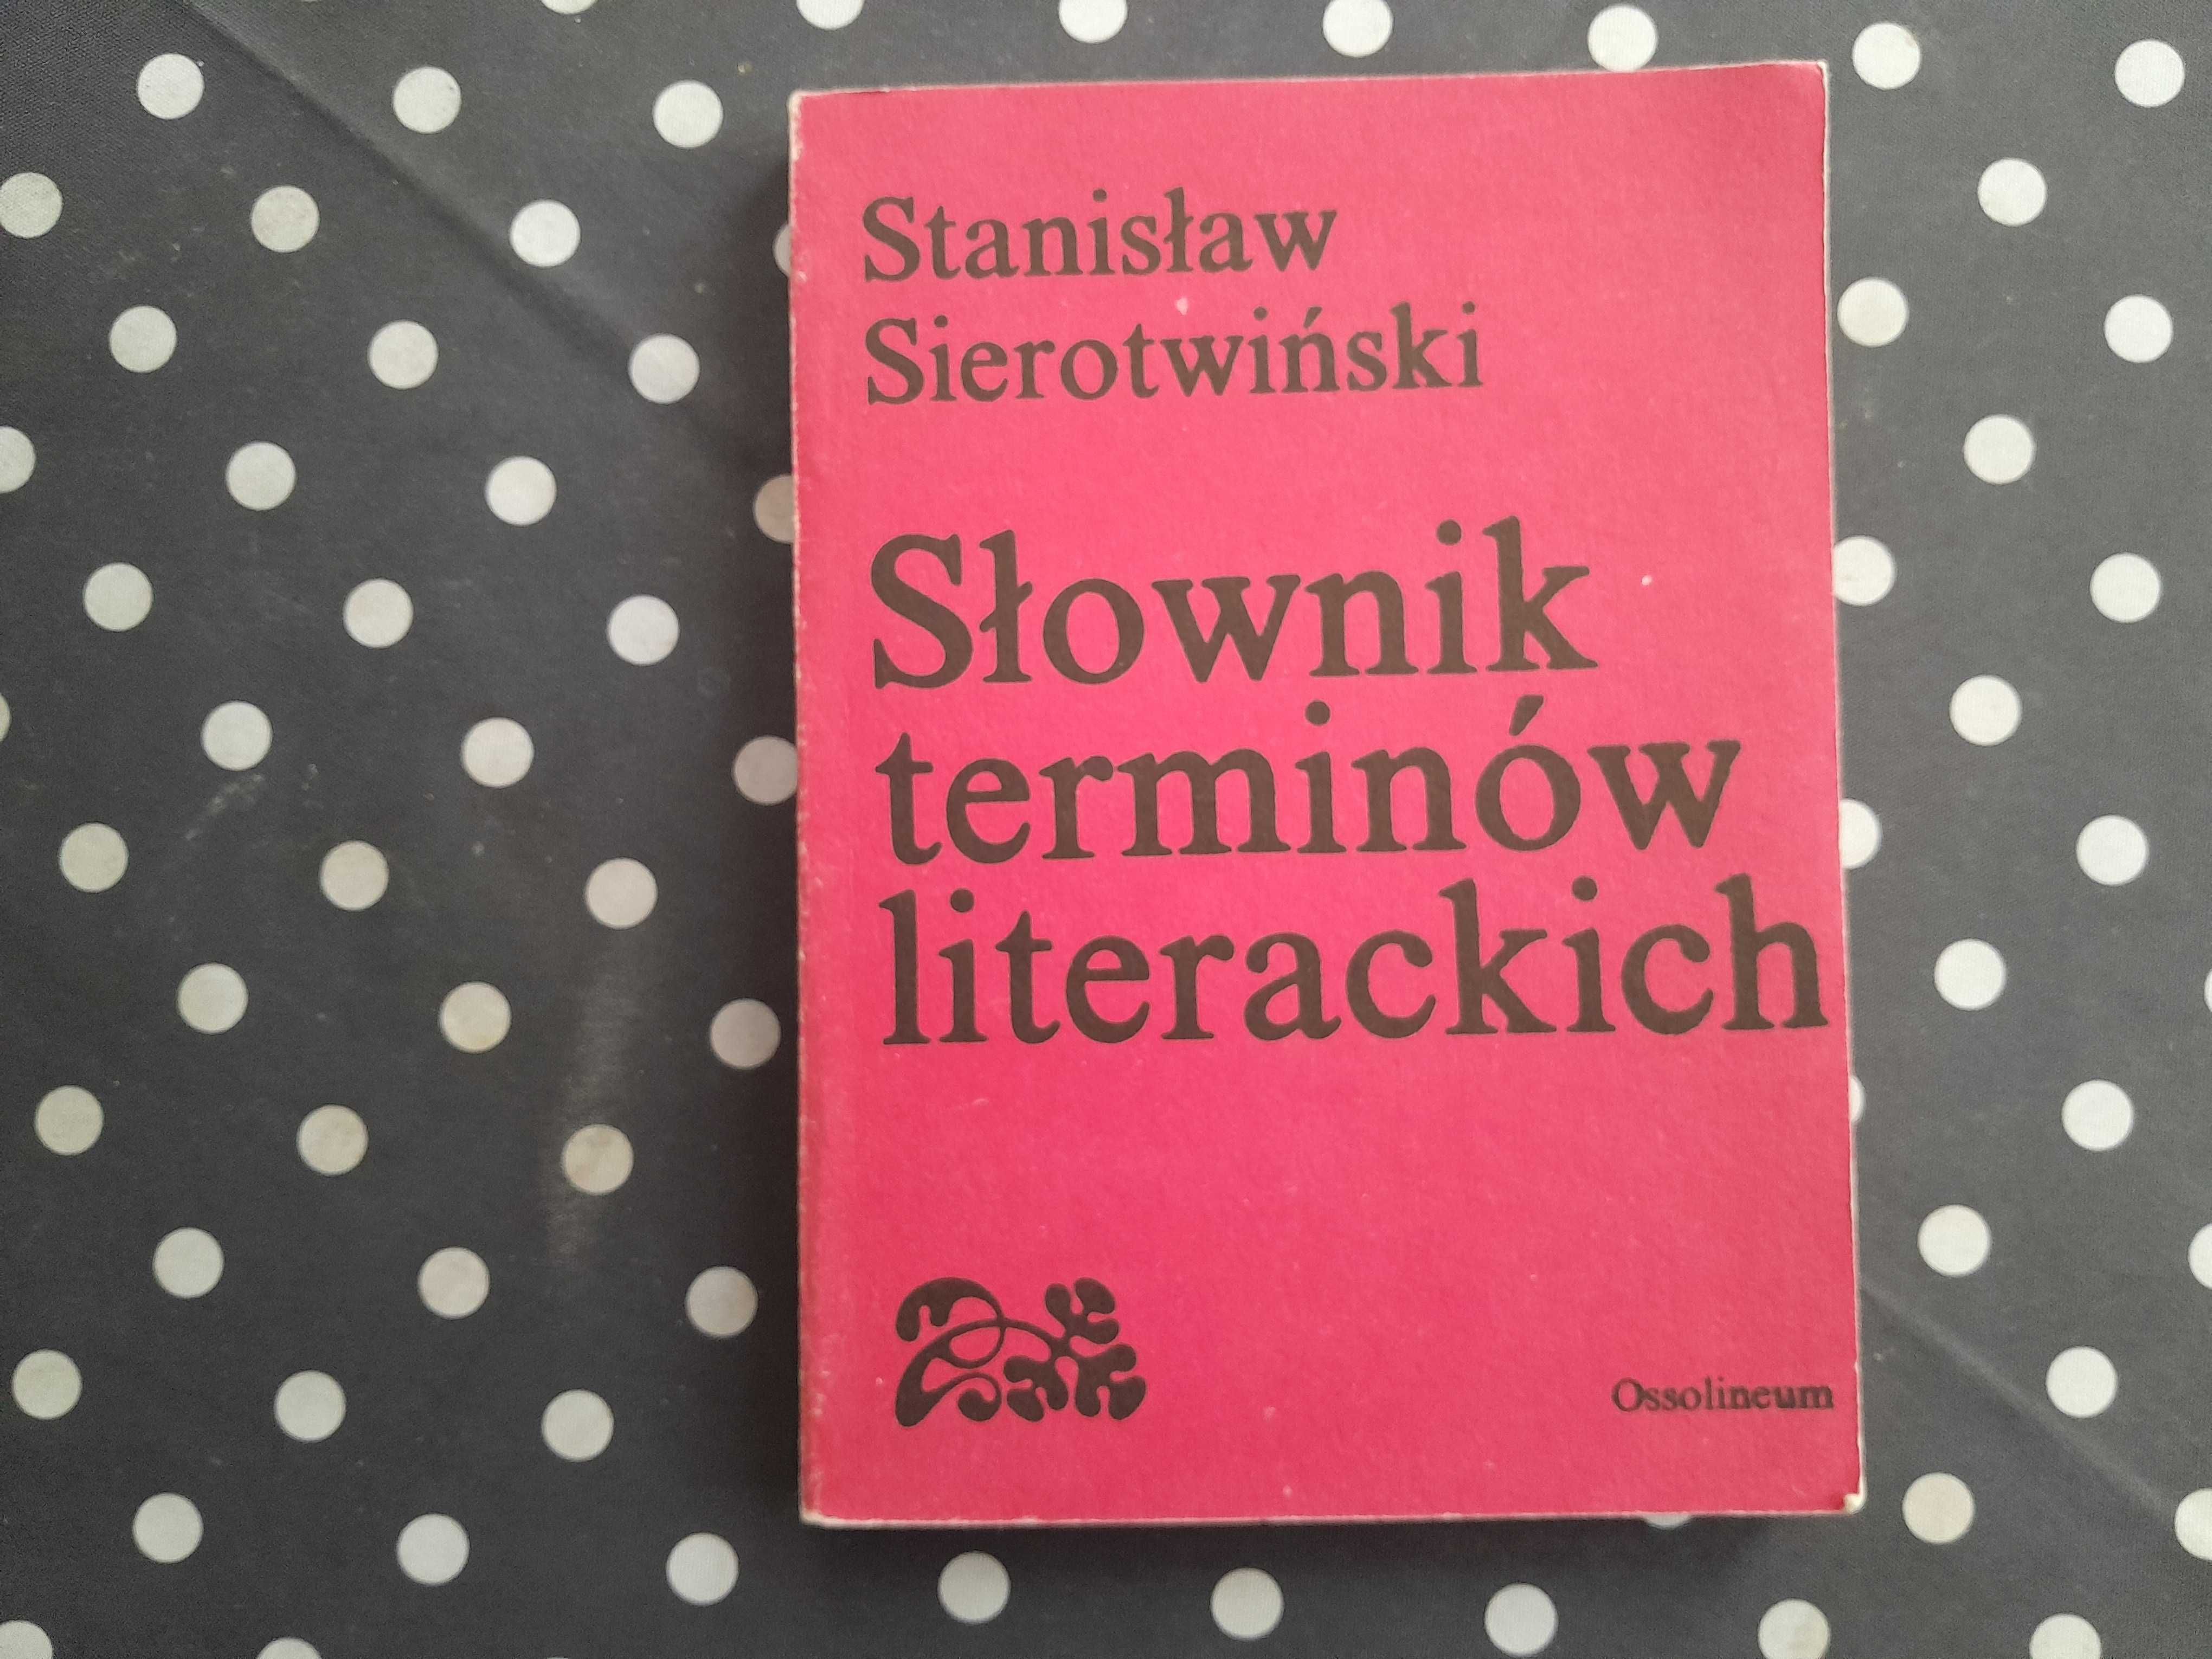 Stanisław
Sierotwiński
Słownik
terminów
literackich
Ossolineum